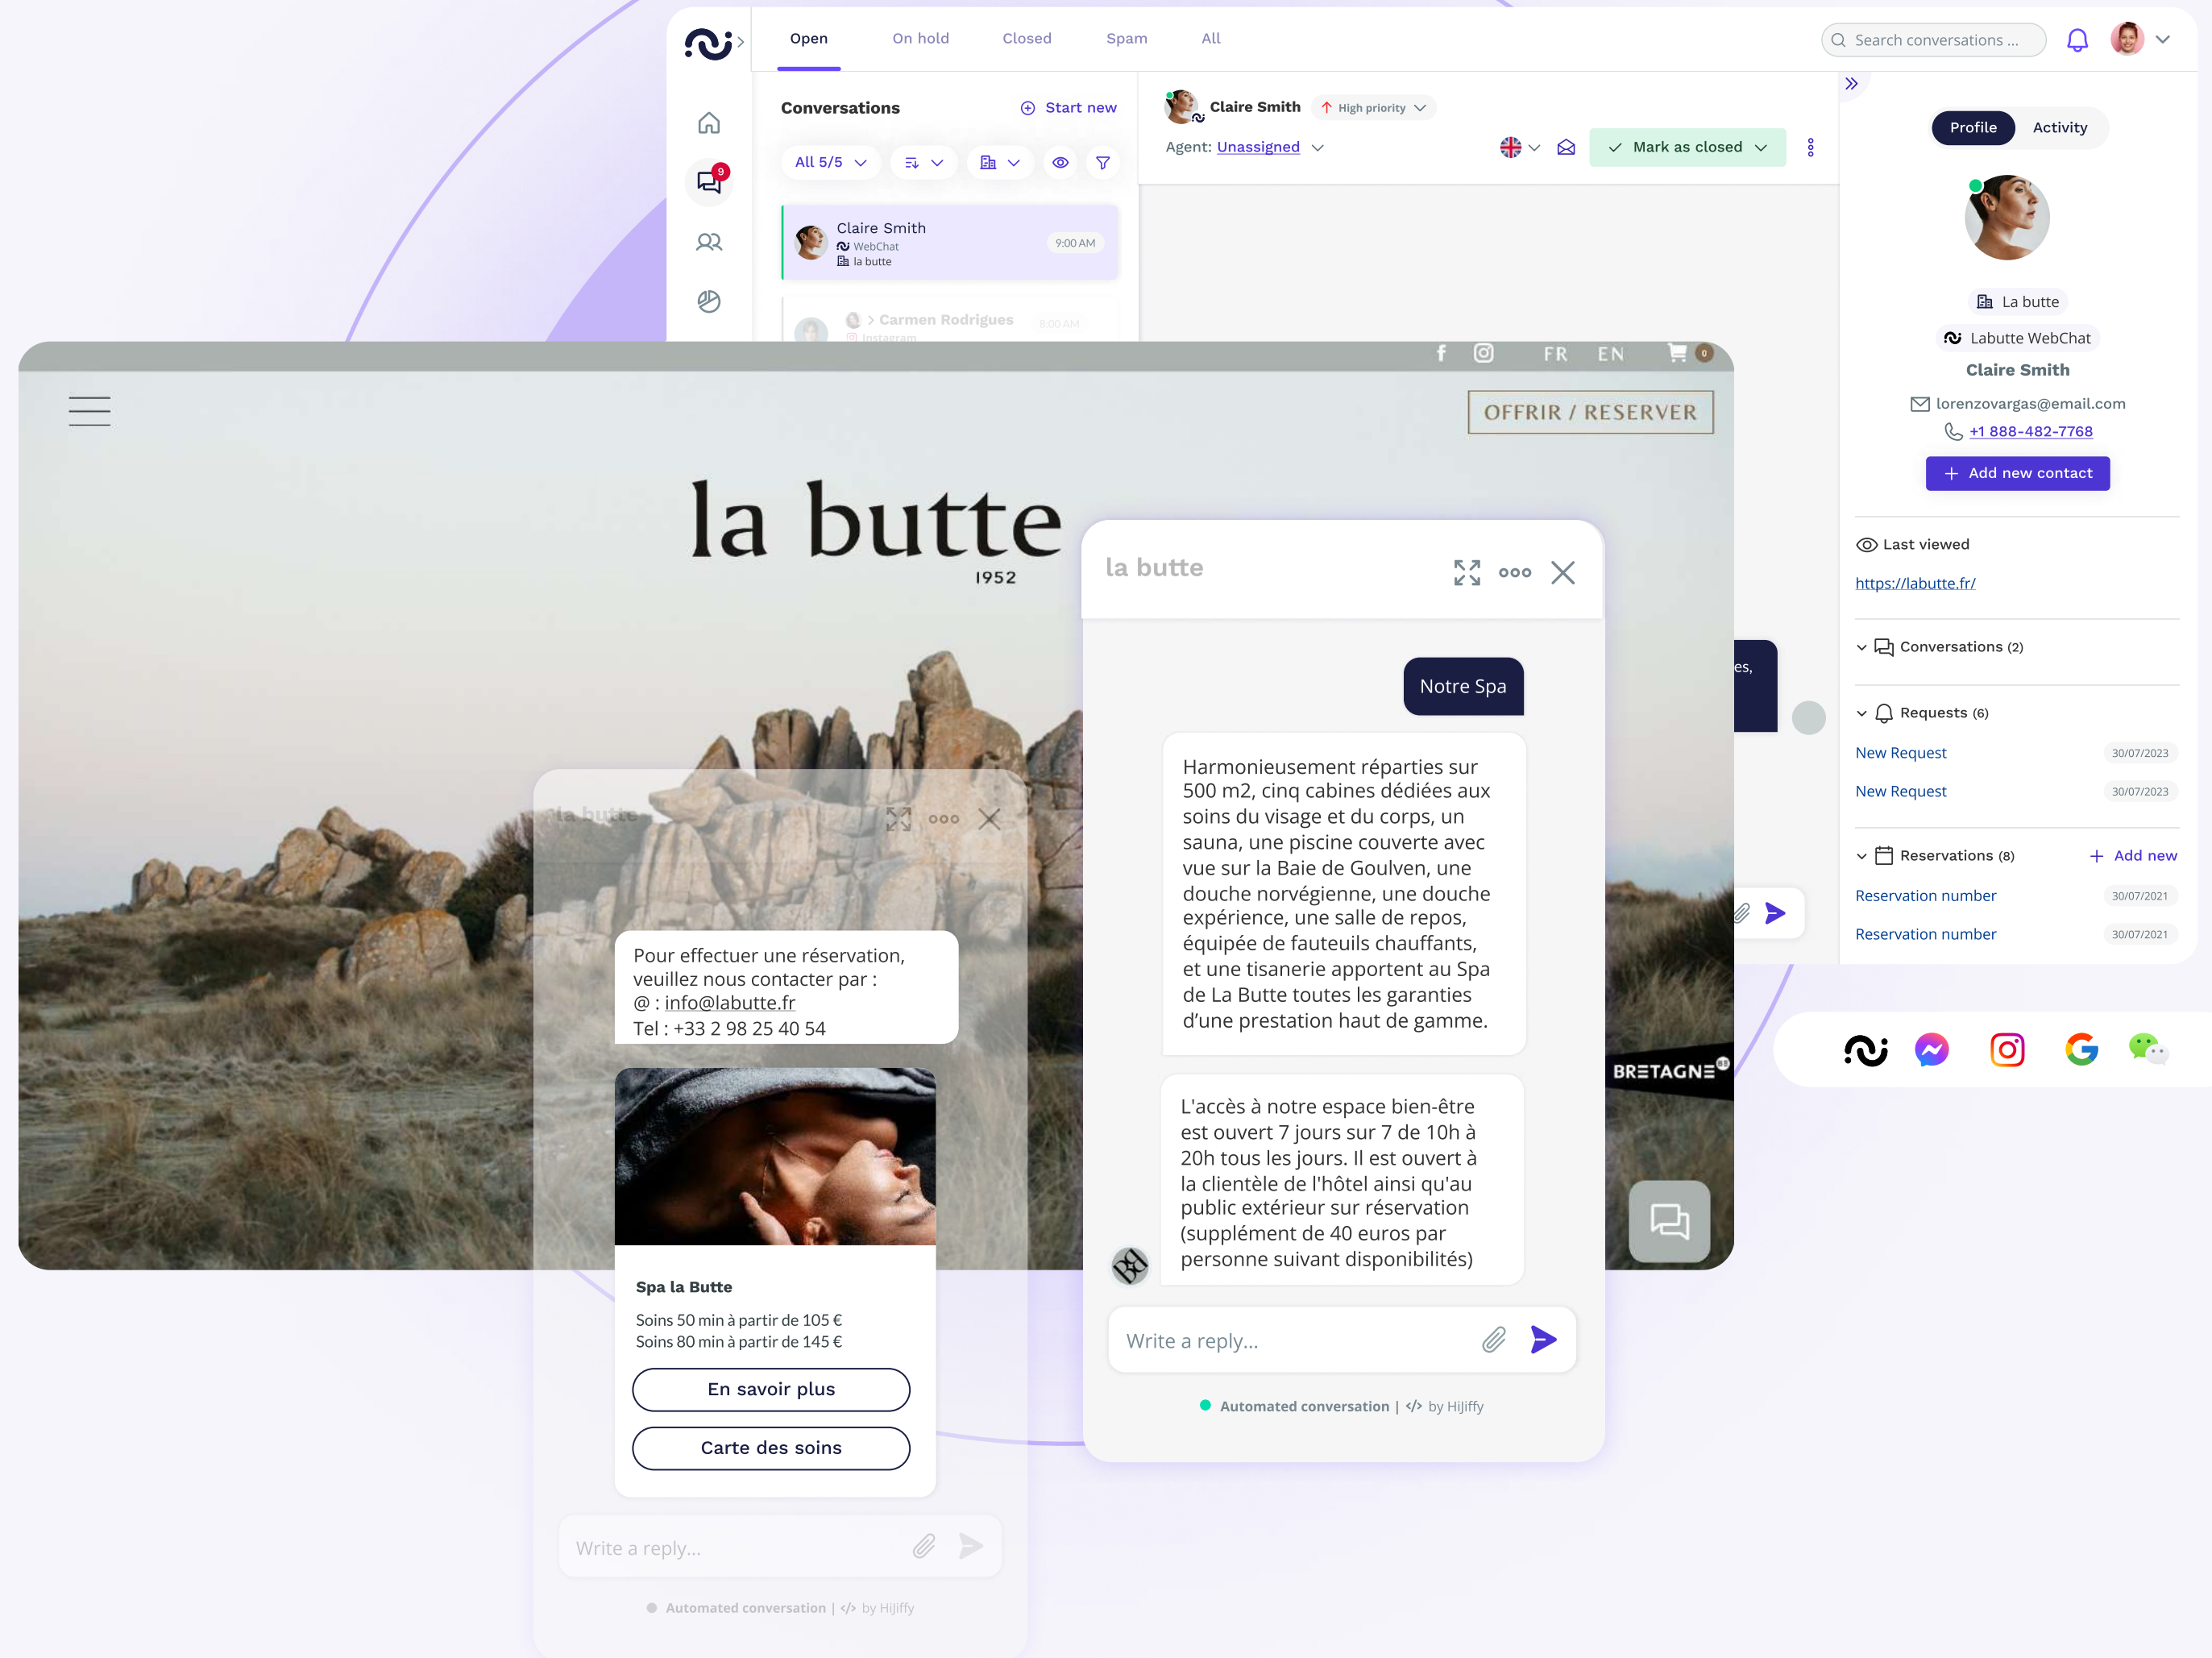 Open
On hold
Closed
Spam
All
Search conversations ...
9
Conversations
Start new
All 5/5
Claire Smith
WebChat
la butte
9:00 AM
> Carmen Rodrigues
Instagram
8:00 AM
Claire Smith
High priority
Agent: Unassigned
Mark as closed
Profile
Activity
La butte
Labutte WebChat
Claire Smith
lorenzovargas@email.com
+1 888-482-7768
+ Add new contact
Last viewed
https://labutte.fr/
Conversations (2)
Requests (6)
New Request
30/07/2023
New Request
30/07/2023
Reservations (8)
+ Add new
Reservation number
30/07/2021
Reservation number
30/07/2021
es,
FR
EN
0
OFFRIR / RESERVER
la butte
1952
BRETAGNE
la butte
Pour effectuer une réservation,
veuillez nous contacter par :
@ : info@labutte.fr
Tel : +33 2 98 25 40 54
Spa la Butte
Soins 50 min à partir de 105 €
Soins 80 min à partir de 145 €
En savoir plus
Carte des soins
Write a reply...
Automated conversation | </> by HiJiffy
la butte
Notre Spa
Harmonieusement réparties sur
500 m2, cinq cabines dédiées aux
soins du visage et du corps, un
sauna, une piscine couverte avec
vue sur la Baie de Goulven, une
douche norvégienne, une douche
expérience, une salle de repos,
équipée de fauteuils chauffants,
et une tisanerie apportent au Spa
de La Butte toutes les garanties
d’une prestation haut de gamme.
L'accès à notre espace bien-être
est ouvert 7 jours sur 7 de 10h à
20h tous les jours. Il est ouvert à
la clientèle de l'hôtel ainsi qu'au
public extérieur sur réservation
(supplément de 40 euros par
personne suivant disponibilités)
Write a reply...
Automated conversation | </> by HiJiffy